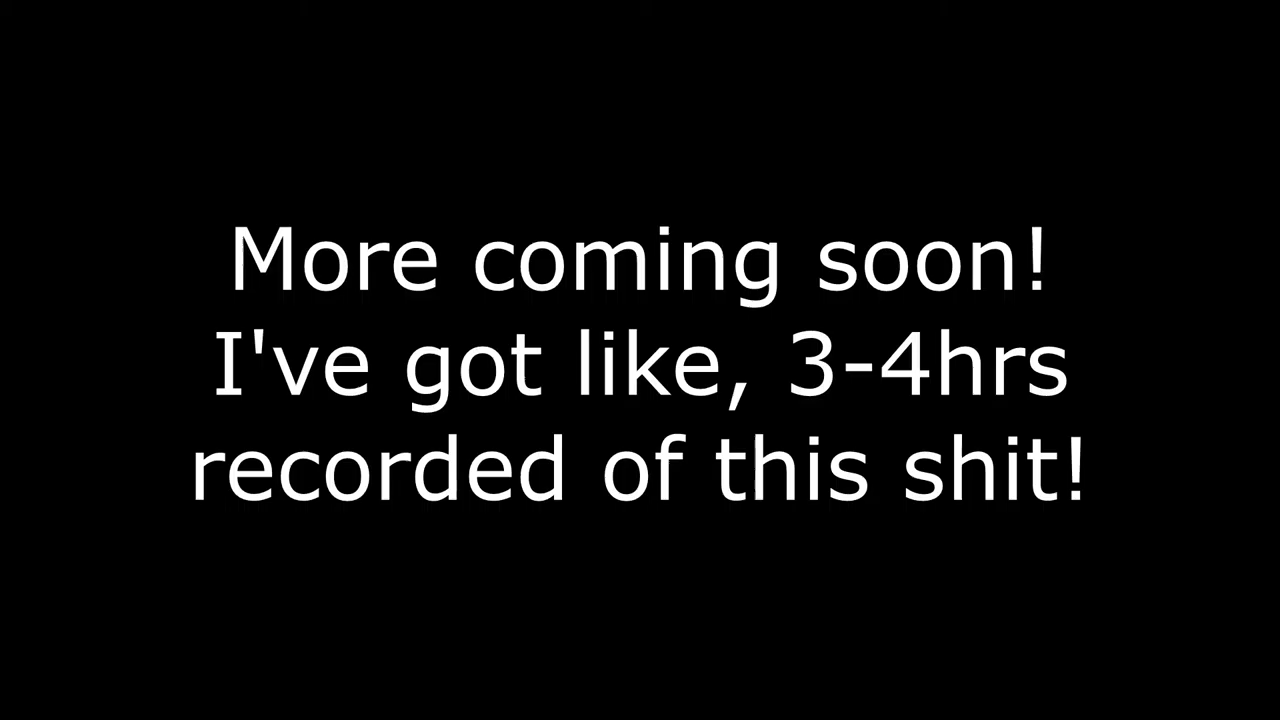 More coming soon!
I've got like, 3-4hrs
recorded of this shit!